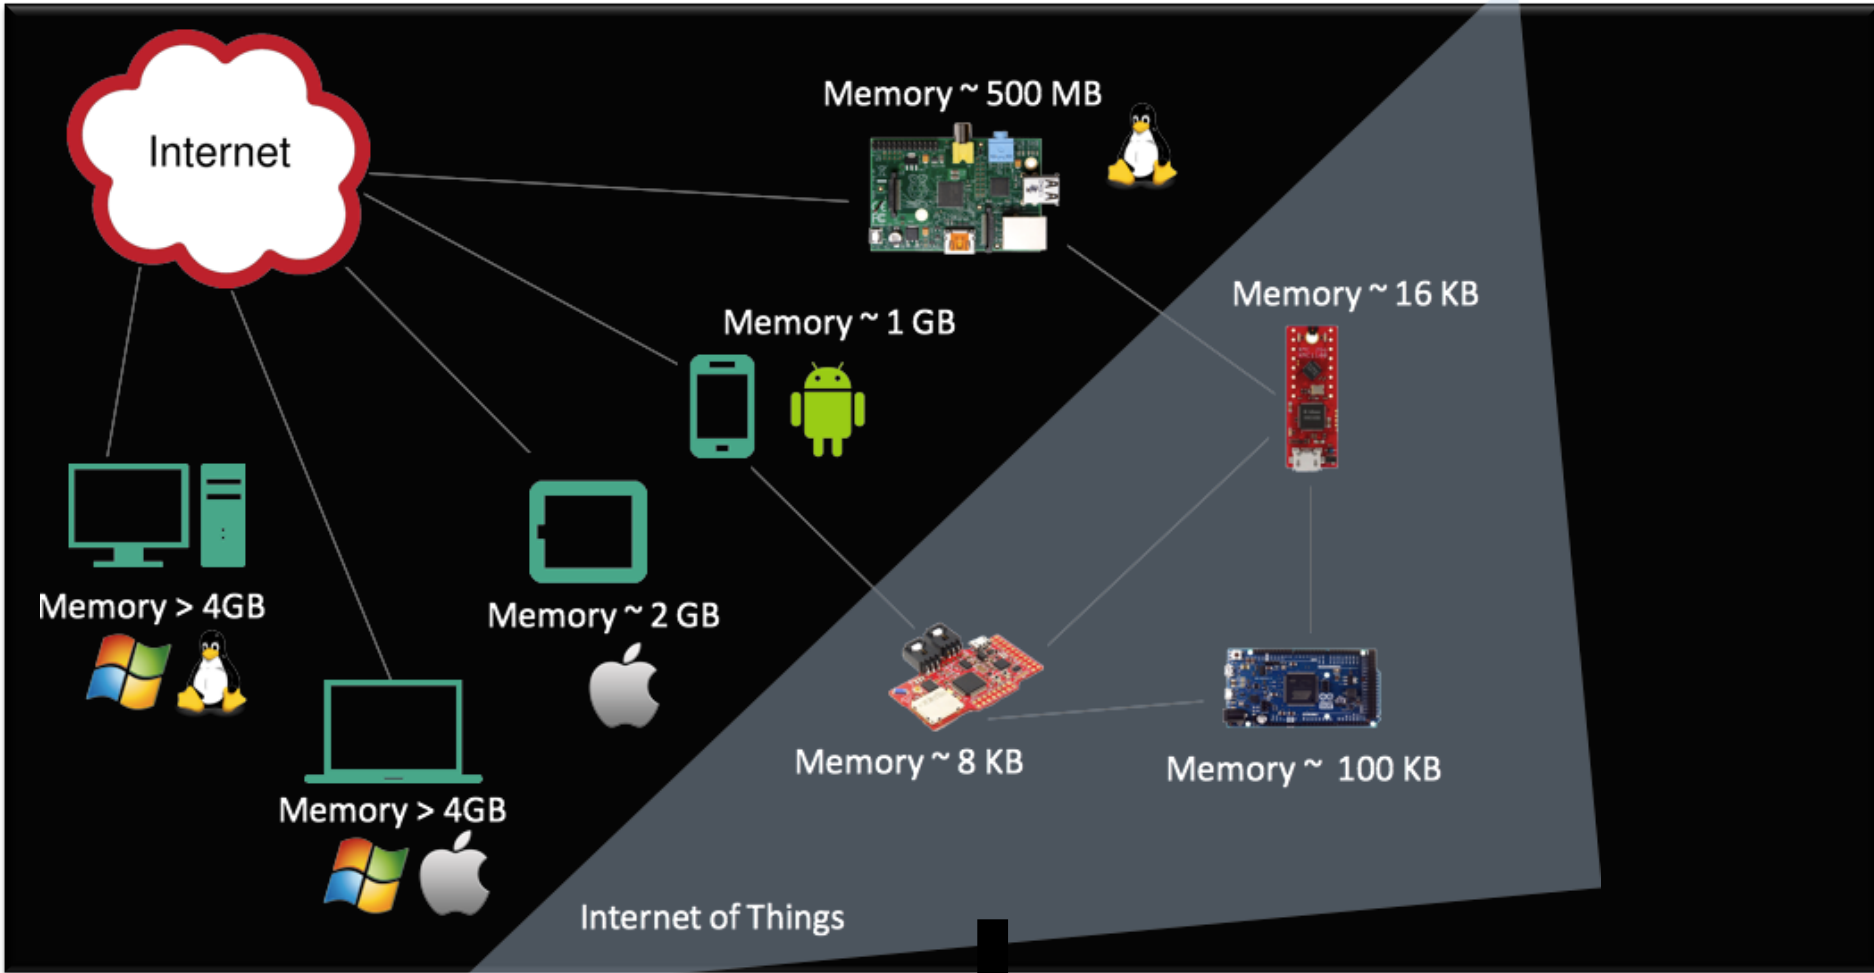 Internet
Memory ~ 500 MB
Memory ~ 16 KB
Memory ~ 1 GB
Memory > 4GB
Memory ~ 2 GB
Memory > 4GB
Memory ~ 8 KB
Memory ~ 100 KB
Internet of Things